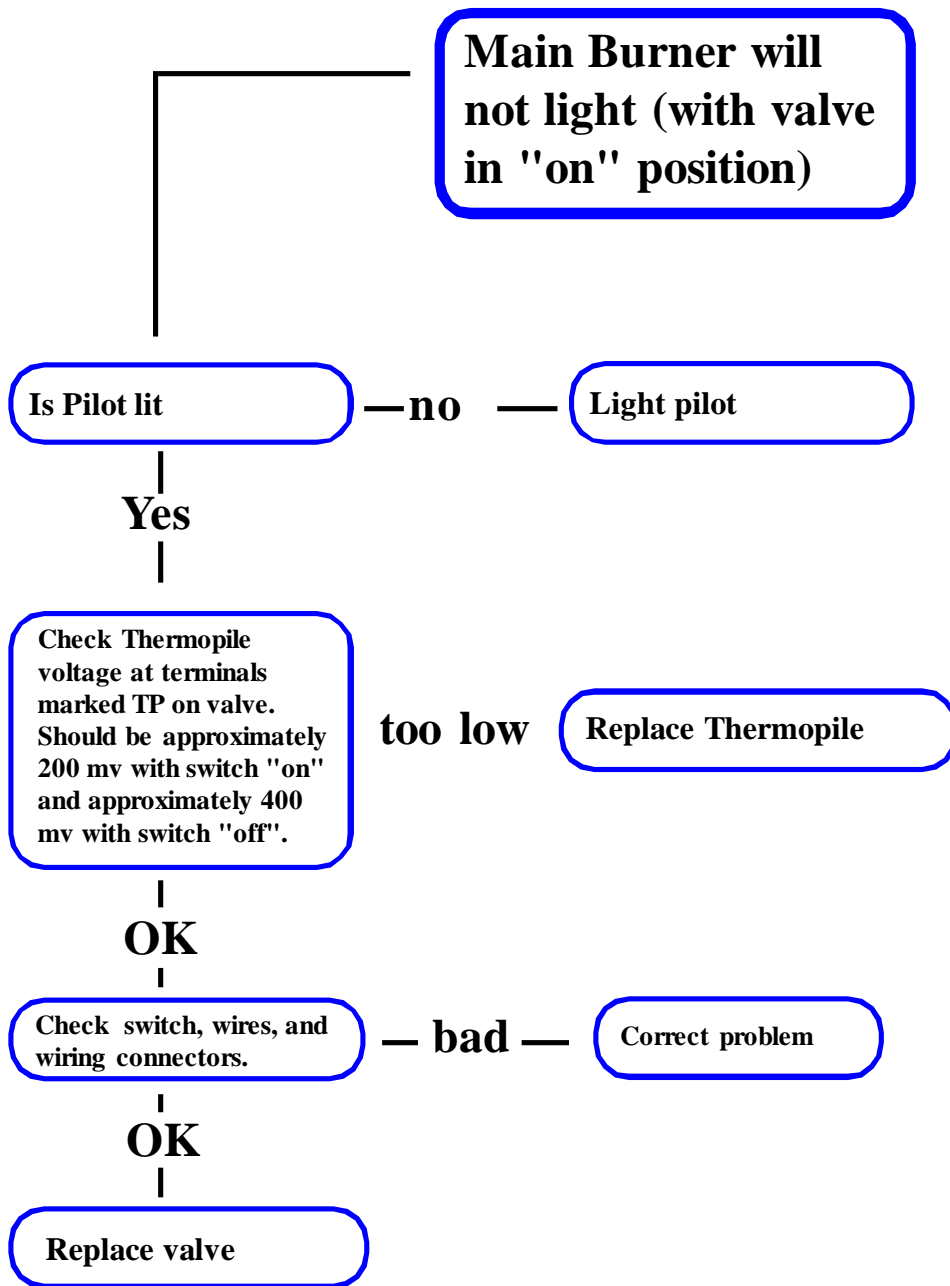 Main Burner will
not light (with valve
in "on" position)
Is Pilot lit
no
Light pilot
Yes
Check Thermopile
voltage at terminals
marked TP on valve.
Should be approximately
200 mv with switch "on"
and approximately 400
mv with switch "off".
too low
Replace Thermopile
OK
Check switch, wires, and
wiring connectors.
bad
Correct problem
OK
Replace valve